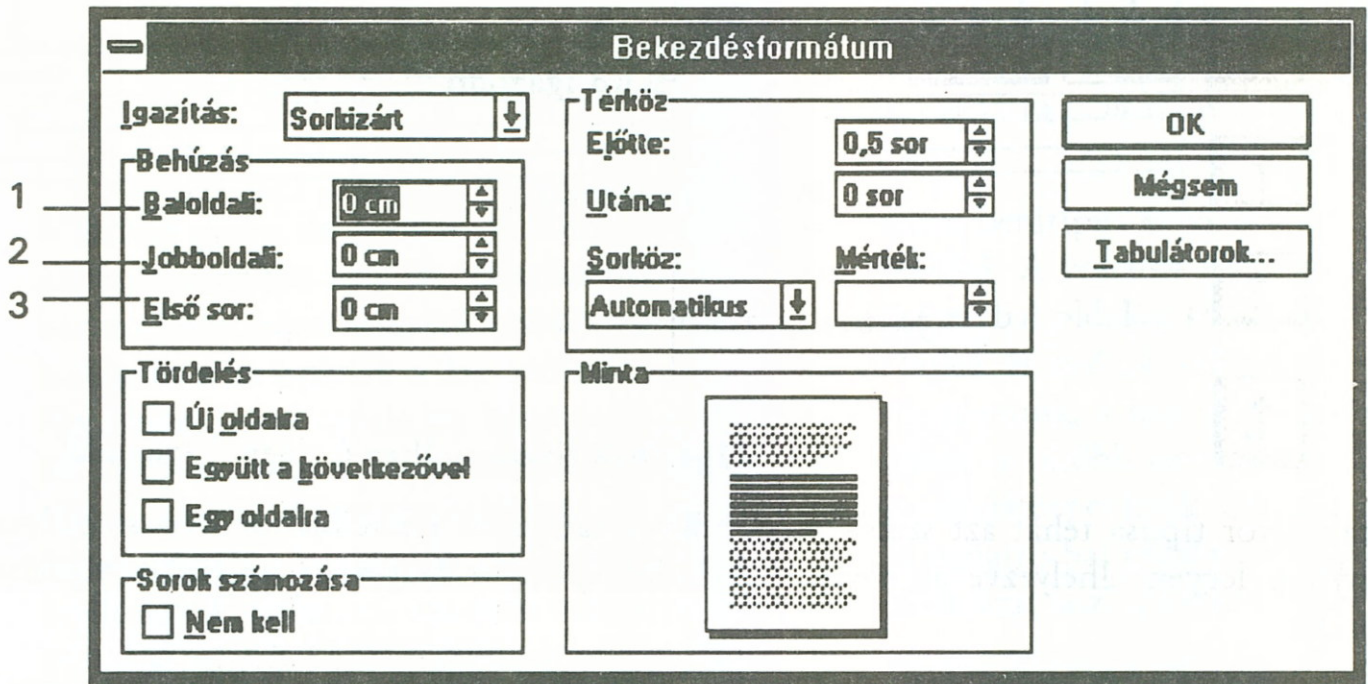 Bekezdésformátum
Igazítás: Sorkizárt
Behúzás
1 Baloldali: 0 cm
2 Jobboldali: 0 cm
3 Első sor: 0 cm
Tördelés
Új oldalra
Együtt a következővel
Egy oldalra
Sorok számozása
Nem kell
Térköz
Előtte: 0,5 sor
Utána: 0 sor
Sorköz: Mérték:
Automatikus
Minta
OK
Mégsem
Tabulátorok...